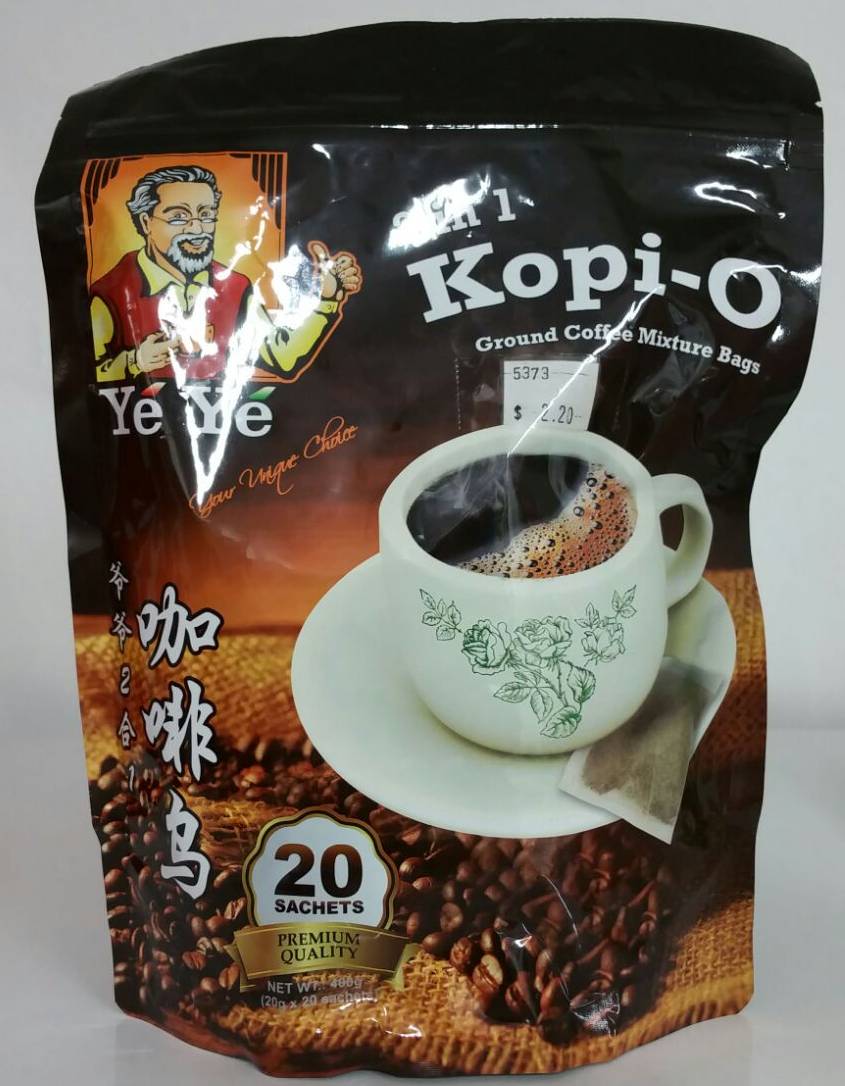 2 in 1
Kopi-O
Ground Coffee Mixture Bags
5373
$ 2.20
Yé Yé
Your Unique Choice
爷爷2合1
咖啡乌
20
SACHETS
PREMIUM
QUALITY
NET WT.: 400g
(20g x 20 sachets)